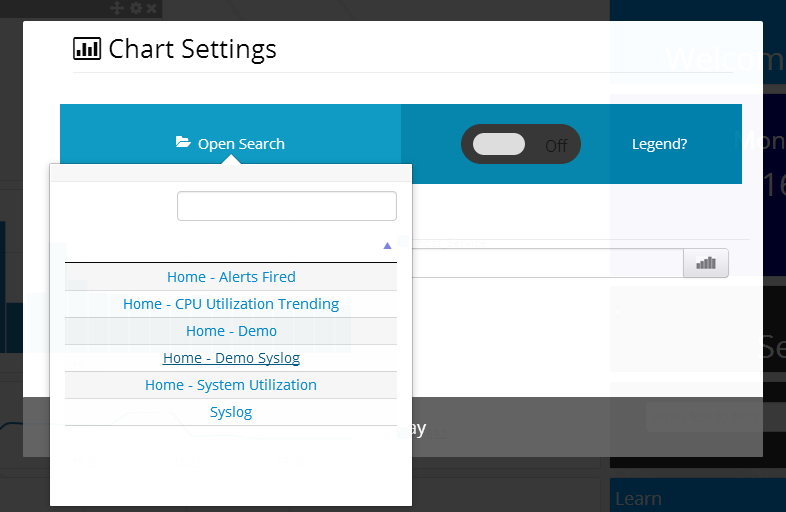 Chart Settings
Welcom
Open Search
Off
Legend?
Mon
16
Home - Alerts Fired
Home - CPU Utilization Trending
Home - Demo
Home - Demo Syslog
Home - System Utilization
Syslog
Se
ay
Learn